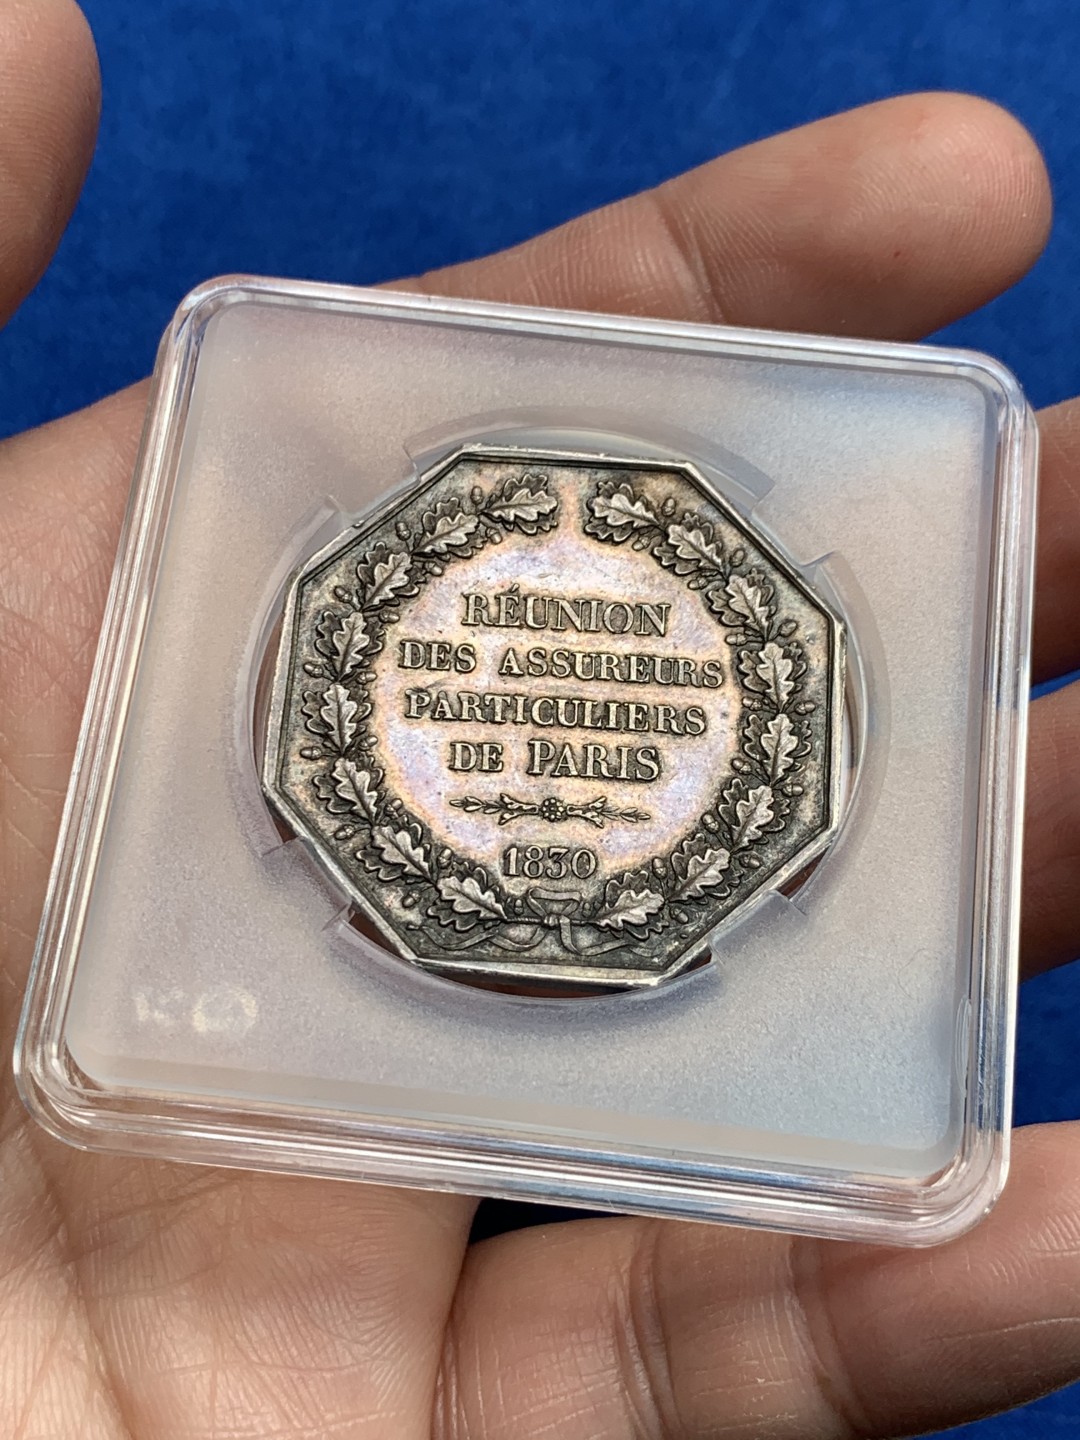 RÉUNION
DES ASSUREURS
PARTICULIERS
DE PARIS
1830